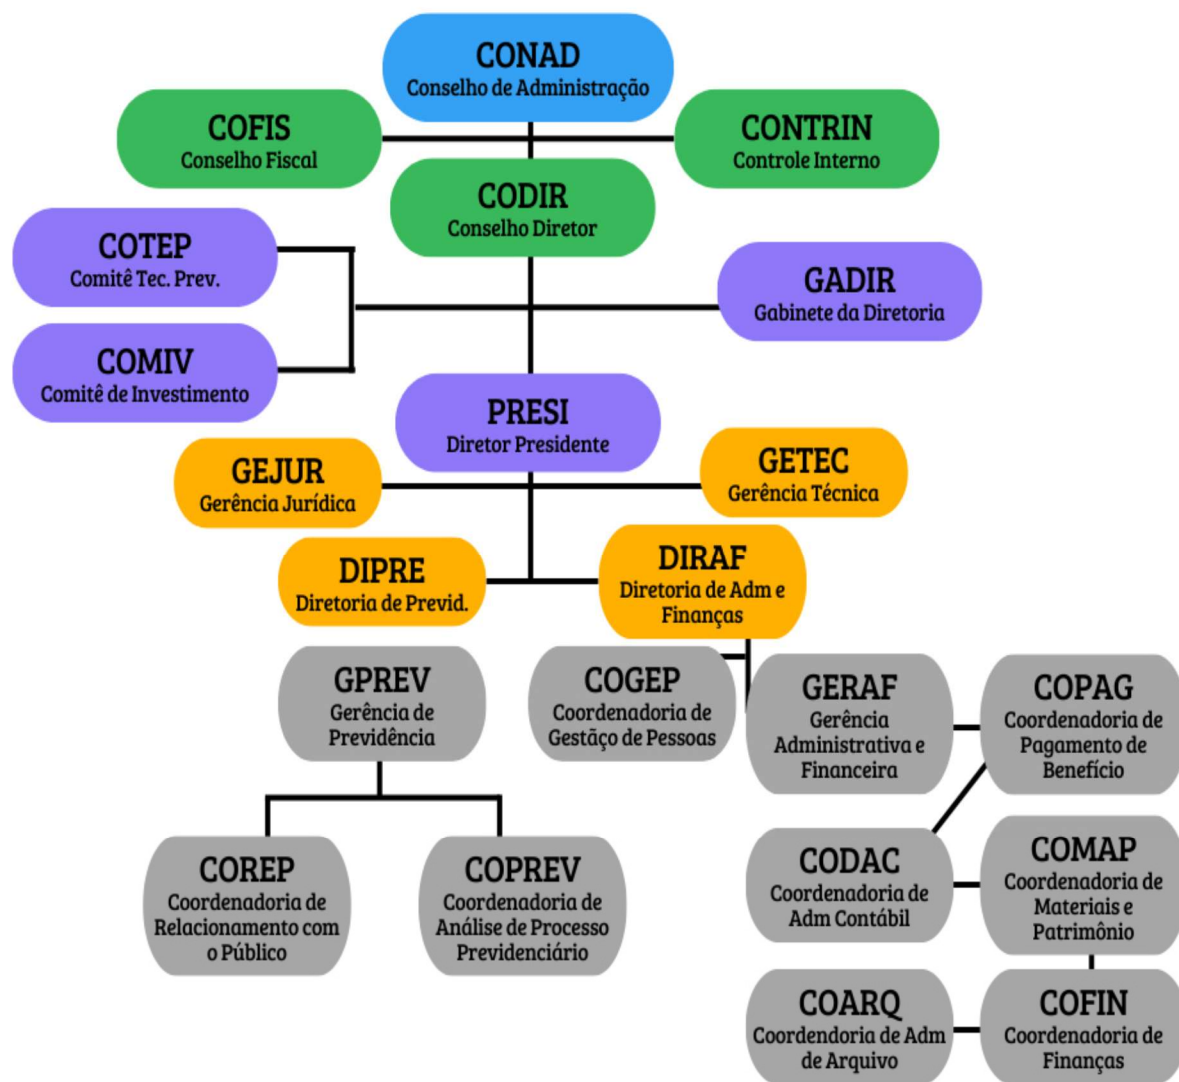 CONAD
Conselho de Administração
COFIS
Conselho Fiscal
CONTRIN
Controle Interno
CODIR
Conselho Diretor
COTEP
Comitê Tec. Prev.
GADIR
Gabinete da Diretoria
COMIV
Comitê de Investimento
PRESI
Diretor Presidente
GEJUR
Gerência Jurídica
GETEC
Gerência Técnica
DIPRE
Diretoria de Previd.
DIRAF
Diretoria de Adm e
Finanças
GPREV
Gerência de
Previdência
COGEP
Coordenadoria de
Gestäço de Pessoas
GERAF
Gerência
Administrativa e
Financeira
COPAG
Coordenadoria de
Pagamento de
Benefício
COREP
Coordenadoria de
Relacionamento com
o Público
COPREV
Coordenadoria de
Análise de Processo
Previdenciário
CODAC
Coordenadoria de
Adm Contábil
COMAP
Coordenadoria de
Materiais e
Patrimônio
COARQ
Coordendoria de Adm
de Arquivo
COFIN
Coordenadoria de
Finanças